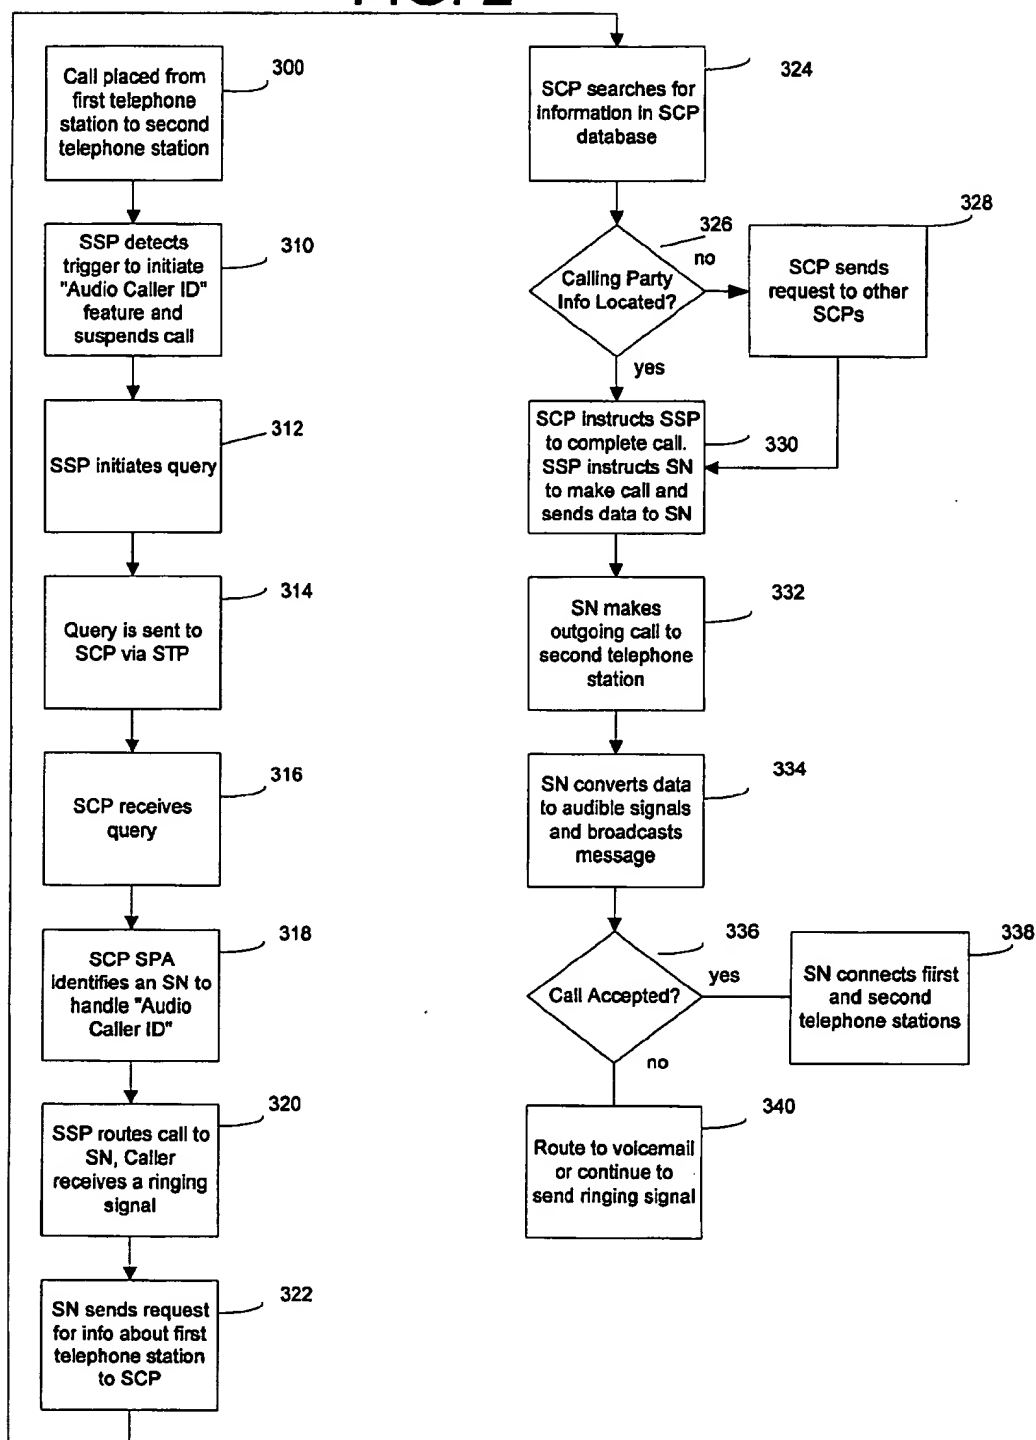 FIG. 2
Call placed from
first telephone
station to second
telephone station
300
SSP detects
trigger to initiate
"Audio Caller ID"
feature and
suspends call
310
SSP initiates query
312
Query is sent to
SCP via STP
314
SCP receives
query
316
SCP SPA
identifies an SN to
handle "Audio
Caller ID"
318
SSP routes call to
SN, Caller
receives a ringing
signal
320
SN sends request
for info about first
telephone station
to SCP
322
SCP searches for
information in SCP
database
324
Calling Party
Info Located?
326
no
yes
SCP sends
request to other
SCPs
328
SCP instructs SSP
to complete call.
SSP instructs SN
to make call and
sends data to SN
330
SN makes
outgoing call to
second telephone
station
332
SN converts data
to audible signals
and broadcasts
message
334
Call Accepted?
336
yes
no
SN connects fiirst
and second
telephone stations
338
Route to voicemail
or continue to
send ringing signal
340